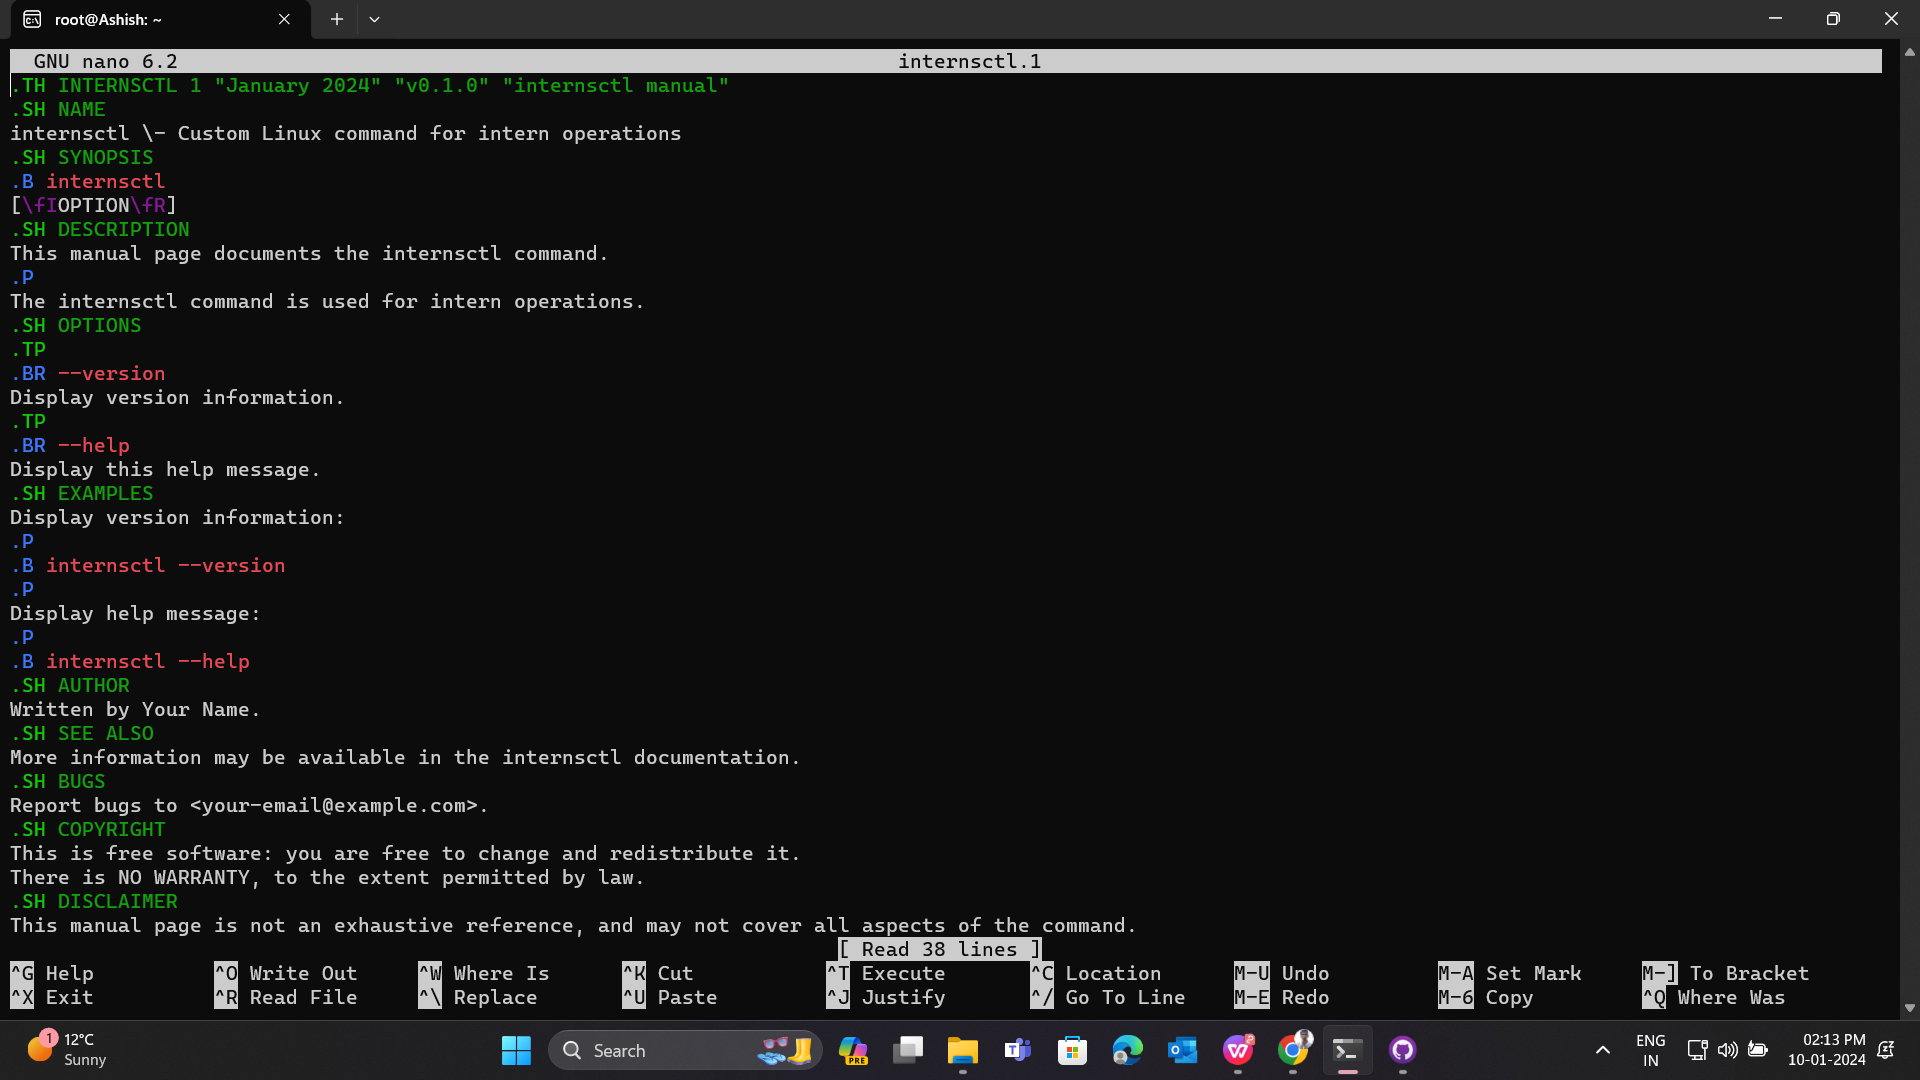 root@Ashish: ~
GNU nano 6.2 internsctl.1
.TH INTERNSCTL 1 "January 2024" "v0.1.0" "internsctl manual"
.SH NAME
internsctl \- Custom Linux command for intern operations
.SH SYNOPSIS
.B internsctl
[\fIOPTION\fR]
.SH DESCRIPTION
This manual page documents the internsctl command.
.P
The internsctl command is used for intern operations.
.SH OPTIONS
.TP
.BR --version
Display version information.
.TP
.BR --help
Display this help message.
.SH EXAMPLES
Display version information:
.P
.B internsctl --version
.P
Display help message:
.P
.B internsctl --help
.SH AUTHOR
Written by Your Name.
.SH SEE ALSO
More information may be available in the internsctl documentation.
.SH BUGS
Report bugs to <your-email@example.com>.
.SH COPYRIGHT
This is free software: you are free to change and redistribute it.
There is NO WARRANTY, to the extent permitted by law.
.SH DISCLAIMER
This manual page is not an exhaustive reference, and may not cover all aspects of the command.
[ Read 38 lines ]
^G Help ^O Write Out ^W Where Is ^K Cut ^T Execute ^C Location M-U Undo M-A Set Mark M-] To Bracket
^X Exit ^R Read File ^\ Replace ^U Paste ^J Justify ^/ Go To Line M-E Redo M-6 Copy ^Q Where Was
1 12°C
Sunny
Search
PRE
ENG
IN
02:13 PM
10-01-2024